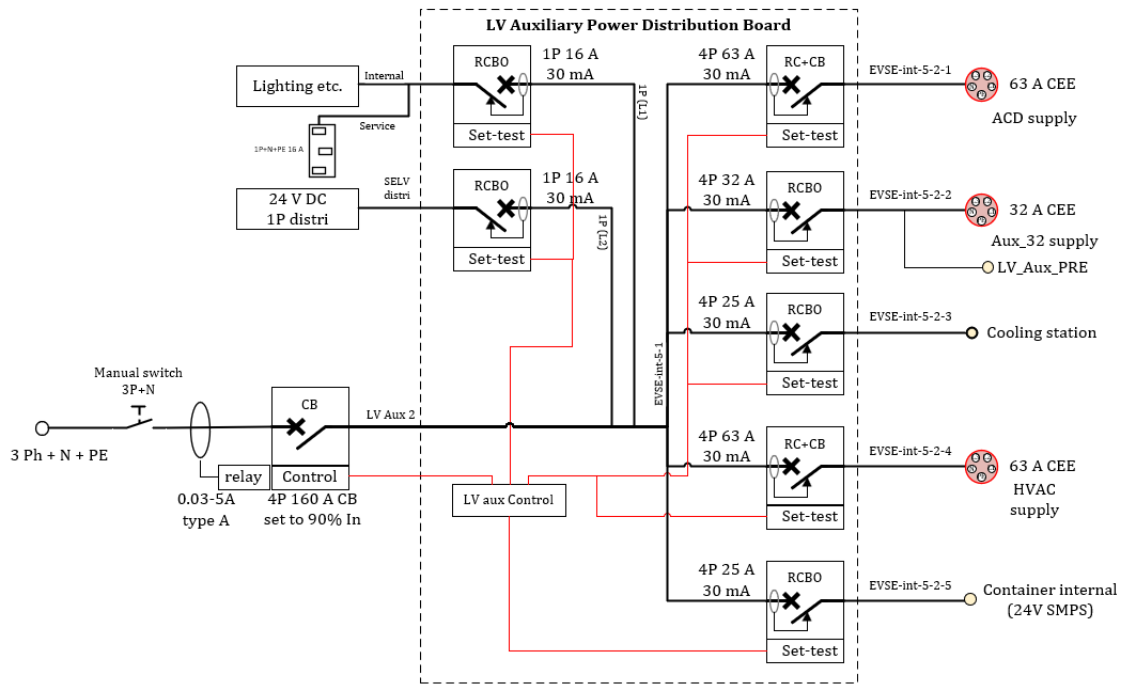 LV Auxiliary Power Distribution Board
Lighting etc.
Internal
Service
1P+N+PE 16 A
RCBO
Set-test
1P 16 A
30 mA
1P (L1)
24 V DC
1P distri
SELV
distri
RCBO
Set-test
1P 16 A
30 mA
1P (L2)
4P 63 A
30 mA
RC+CB
Set-test
EVSE-int-5-2-1
63 A CEE
ACD supply
4P 32 A
30 mA
RCBO
Set-test
EVSE-int-5-2-2
32 A CEE
Aux_32 supply
LV_Aux_PRE
4P 25 A
30 mA
RCBO
Set-test
EVSE-int-5-2-3
Cooling station
EVSE-int-5-1
Manual switch
3P+N
3 Ph + N + PE
0.03-5A
type A
relay
CB
Control
4P 160 A CB
set to 90% In
LV Aux 2
LV aux Control
4P 63 A
30 mA
RC+CB
Set-test
EVSE-int-5-2-4
63 A CEE
HVAC
supply
4P 25 A
30 mA
RCBO
Set-test
EVSE-int-5-2-5
Container internal
(24V SMPS)